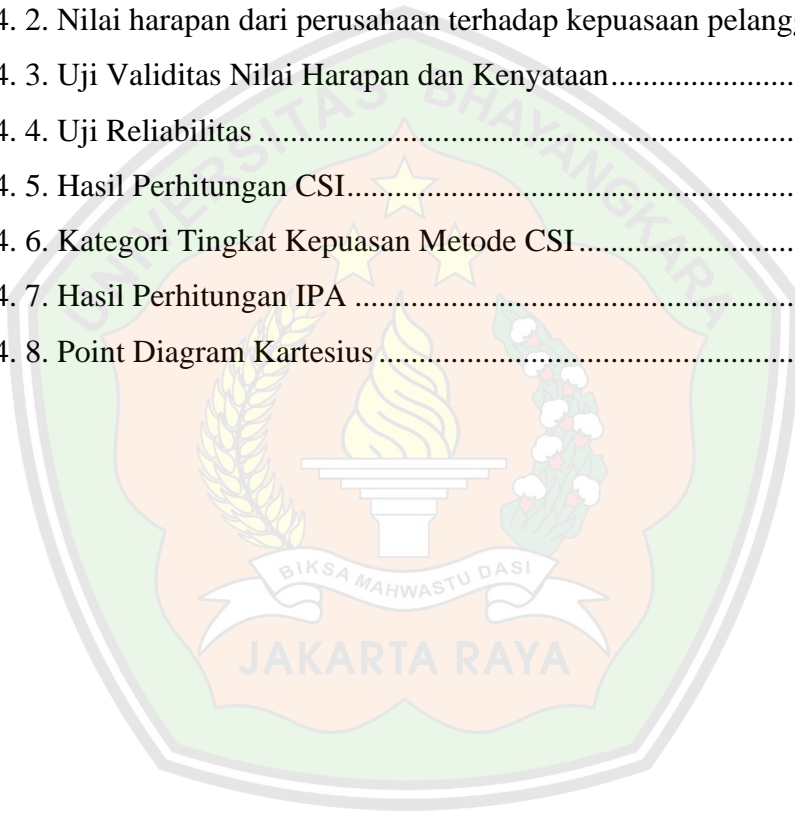 4. 2. Nilai harapan dari perusahaan terhadap kepuasaan pelang
4. 3. Uji Validitas Nilai Harapan dan Kenyataan....................
4. 4. Uji Reliabilitas ..................................................................
4. 5. Hasil Perhitungan CSI.......................................................
4. 6. Kategori Tingkat Kepuasan Metode CSI..........................
4. 7. Hasil Perhitungan IPA ......................................................
4. 8. Point Diagram Kartesius...................................................
UNIVERSITAS BHAYANGKARA
BIKSA MAHWASTU DASI
JAKARTA RAYA